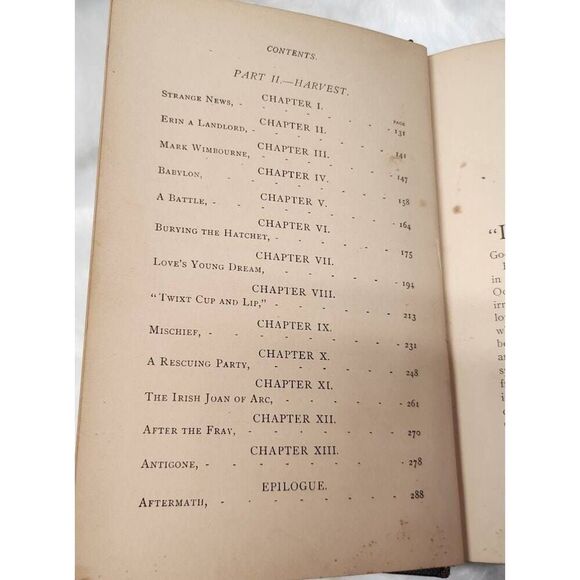 CONTENTS.
PART II.—HARVEST.
CHAPTER I.
PAGE
STRANGE NEWS, - - - - - - 131
CHAPTER II.
ERIN A LANDLORD, - - - - - - 141
CHAPTER III.
MARK WIMBOURNE, - - - - - - 147
CHAPTER IV.
BABYLON, - - - - - - 158
CHAPTER V.
A BATTLE, - - - - - - 164
CHAPTER VI.
BURYING THE HATCHET, - - - - - - 175
CHAPTER VII.
LOVE'S YOUNG DREAM, - - - - - - 194
CHAPTER VIII.
"TWIXT CUP AND LIP," - - - - - - 213
CHAPTER IX.
MISCHIEF, - - - - - - 231
CHAPTER X.
A RESCUING PARTY, - - - - - - 248
CHAPTER XI.
THE IRISH JOAN OF ARC, - - - - - - 261
CHAPTER XII.
AFTER THE FRAY, - - - - - - 270
CHAPTER XIII.
ANTIGONE, - - - - - - 278
EPILOGUE.
AFTERMATH, - - - - - - 288